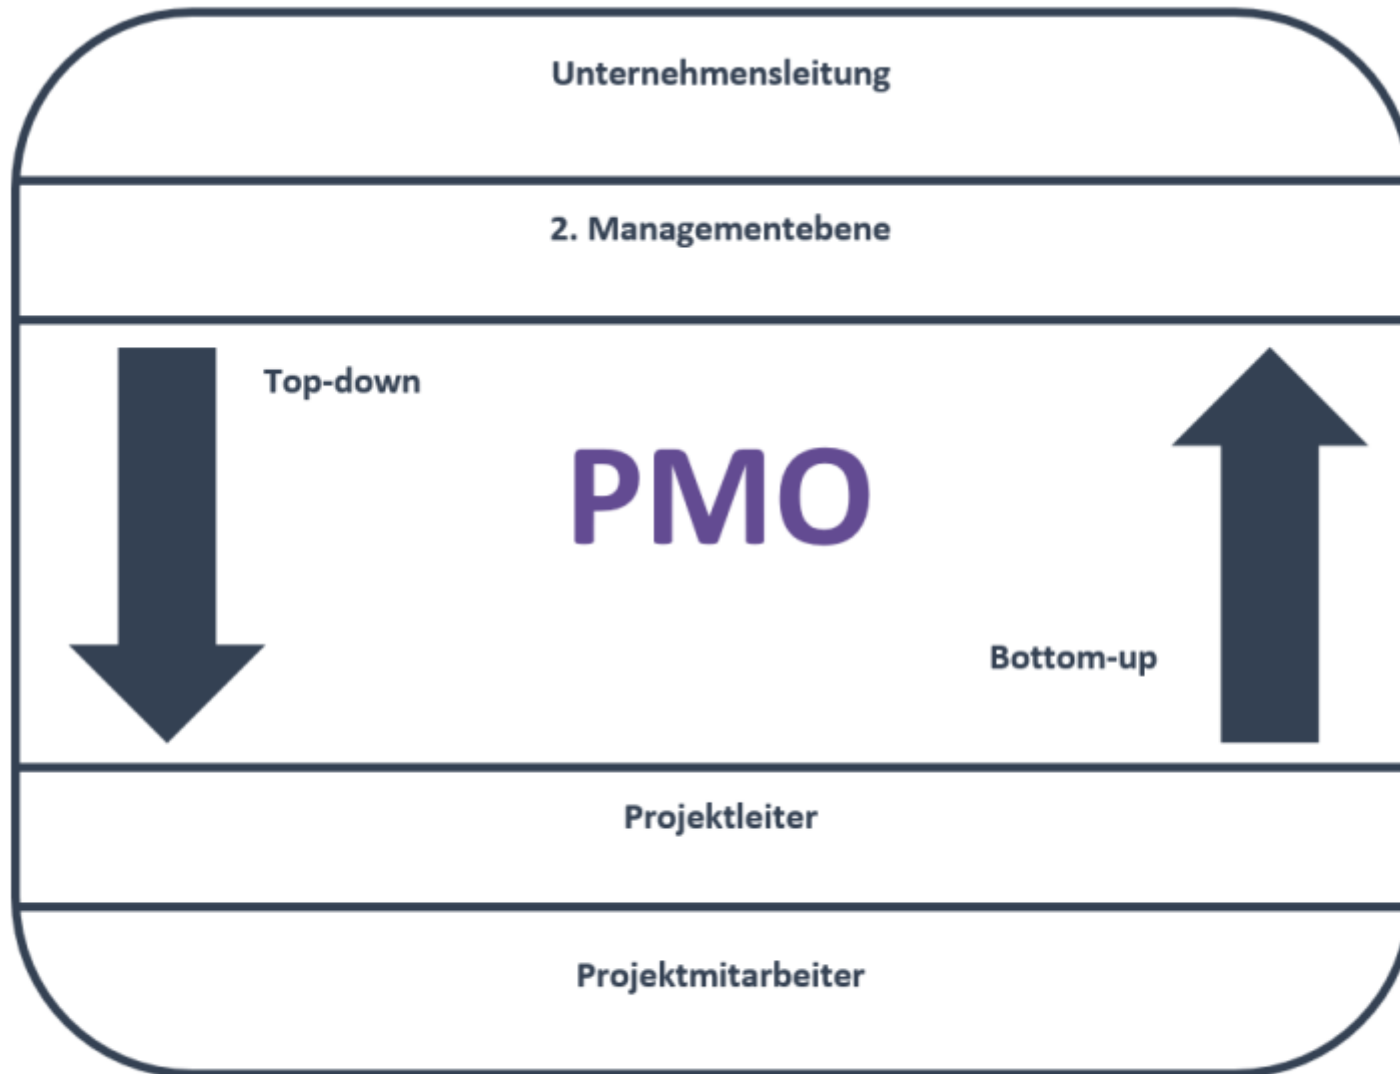 Unternehmensleitung
2. Managementebene
Top-down
PMO
Bottom-up
Projektleiter
Projektmitarbeiter